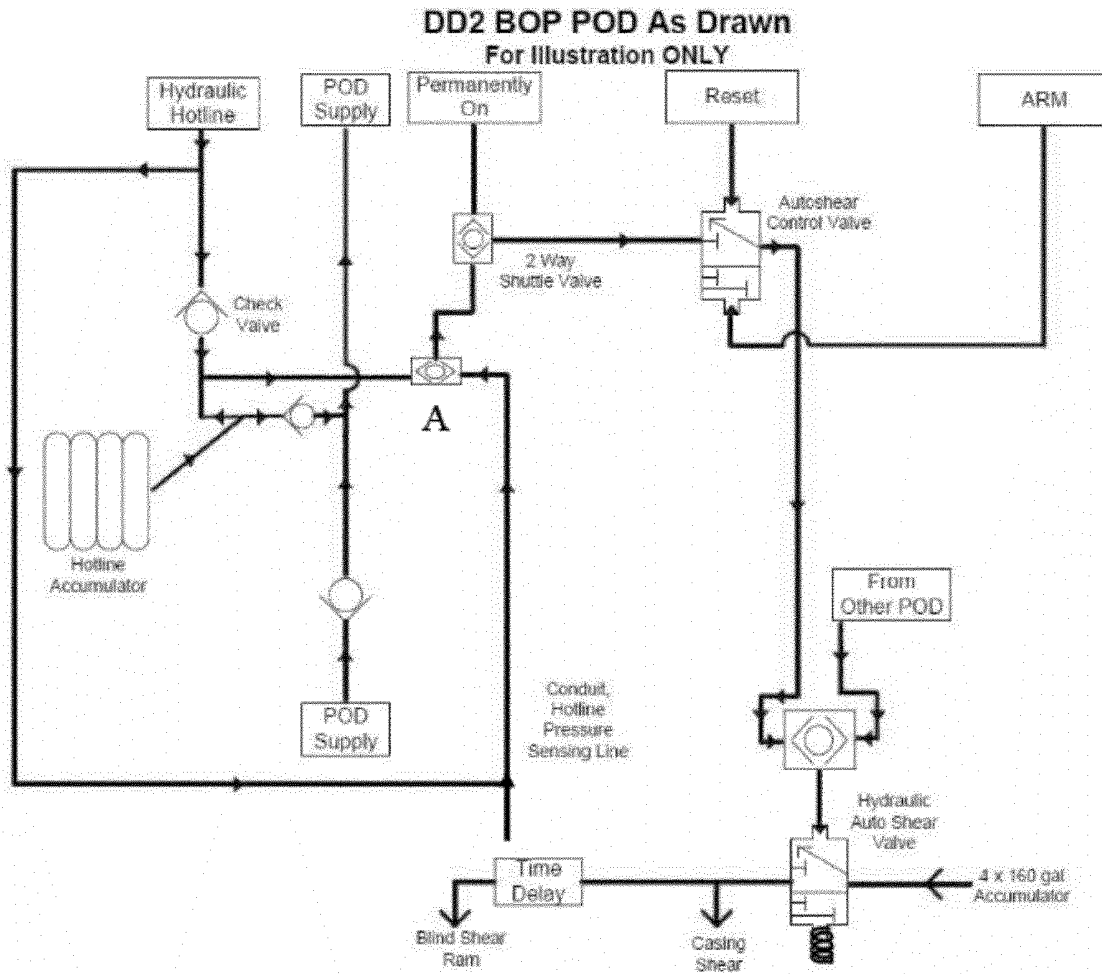 DD2 BOP POD As Drawn
For Illustration ONLY
Hydraulic
Hotline
POD
Supply
Permanently
On
Reset
ARM
Autoshear
Control Valve
2 Way
Shuttle Valve
Check
Valve
A
Hotline
Accumulator
From
Other POD
POD
Supply
Conduit,
Hotline
Pressure
Sensing Line
Hydraulic
Auto Shear
Valve
Time
Delay
4 x 160 gal
Accumulator
Blind Shear
Ram
Casing
Shear